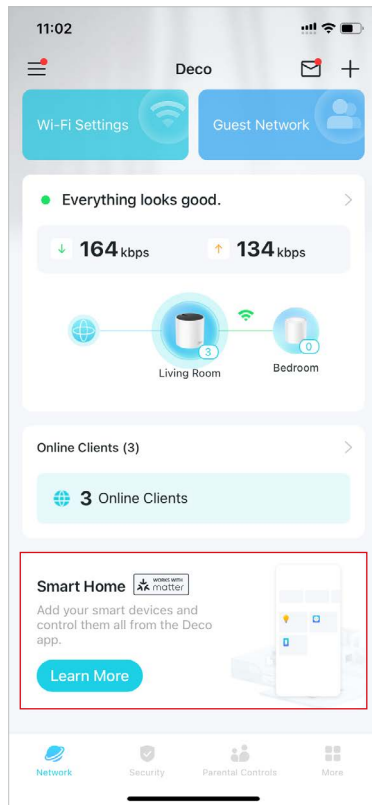 11:02
Deco
Wi-Fi Settings
Guest Network
Everything looks good.
↓ 164 kbps
↑ 134 kbps
3
0
Living Room
Bedroom
Online Clients (3)
3 Online Clients
Smart Home WORKS WITH matter
Add your smart devices and
control them all from the Deco
app.
Learn More
Network
Security
Parental Controls
More